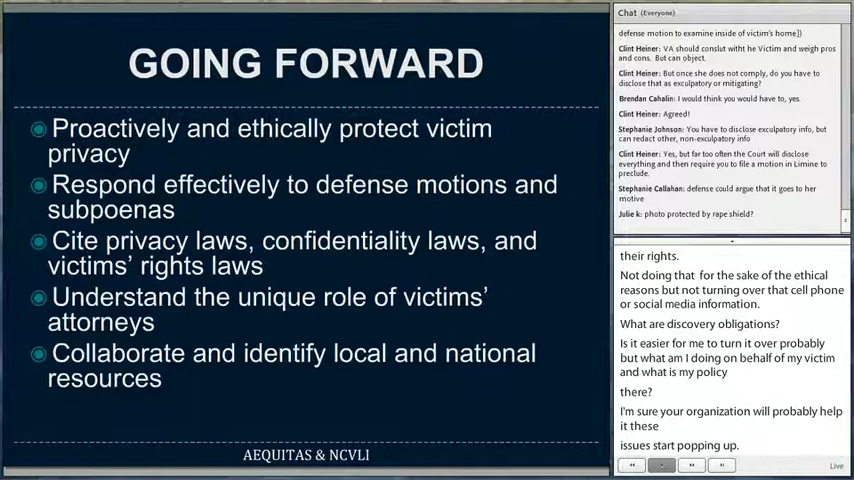 GOING FORWARD
Proactively and ethically protect victim
privacy
Respond effectively to defense motions and
subpoenas
Cite privacy laws, confidentiality laws, and
victims' rights laws
Understand the unique role of victims'
attorneys
Collaborate and identify local and national
resources
AEQUITAS & NCVLI
Chat (Everyone)
defense motion to examine inside of victim's home])
Clint Heiner: VA should conslut witht he Victim and weigh pros
and cons. But can object.
Clint Heiner: But once she does not comply, do you have to
disclose that as exculpatory or mitigating?
Brendan Cahalin: I would think you would have to, yes.
Clint Heiner: Agreed!
Stephanie Johnson: You have to disclose exculpatory info, but
can redact other, non-exculpatory info
Clint Heiner: Yes, but far too often the Court will disclose
everything and then require you to file a motion in Limine to
preclude.
Stephanie Callahan: defense could argue that it goes to her
motive
Julie k: photo protected by rape shield?
their rights.
Not doing that for the sake of the ethical
reasons but not turning over that cell phone
or social media information.
What are discovery obligations?
Is it easier for me to turn it over probably
but what am I doing on behalf of my victim
and what is my policy
there?
I'm sure your organization will probably help
it these
issues start popping up.
Live